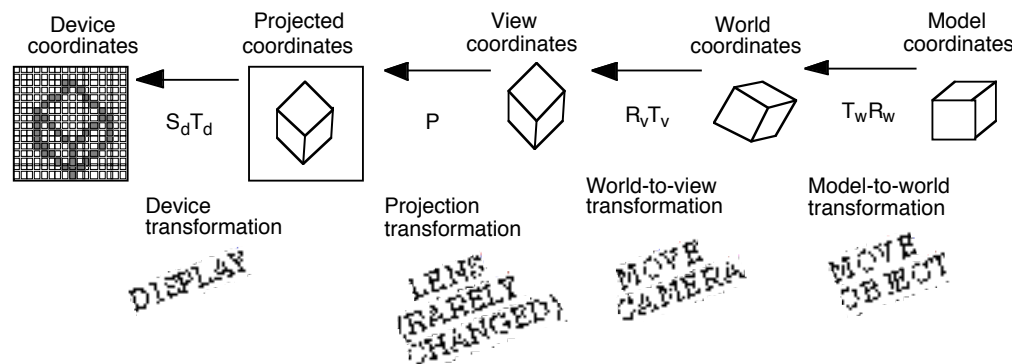 Device
coordinates
Projected
coordinates
View
coordinates
World
coordinates
Model
coordinates
SdTd
P
RvTv
TwRw
Device
transformation
Projection
transformation
World-to-view
transformation
Model-to-world
transformation
DISPLAY
LENS
(RARELY
CHANGED)
MOVE
CAMERA
MOVE
OBJECT